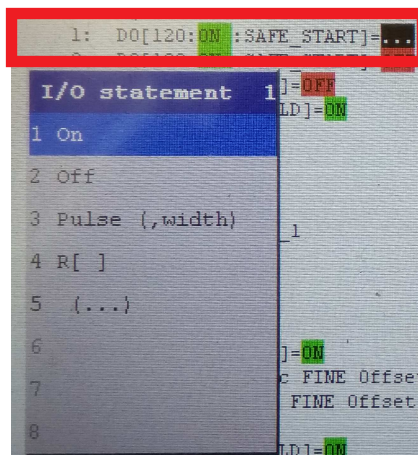 1: DO[120:ON :SAFE_START]=...
]=OFF
LD]=ON
I/O statement 1
1 On
2 Off
3 Pulse (,width)
4 R[ ]
5 (...)
6
7
8
_1
]=ON
c FINE Offse
FINE Offset
LD]=ON